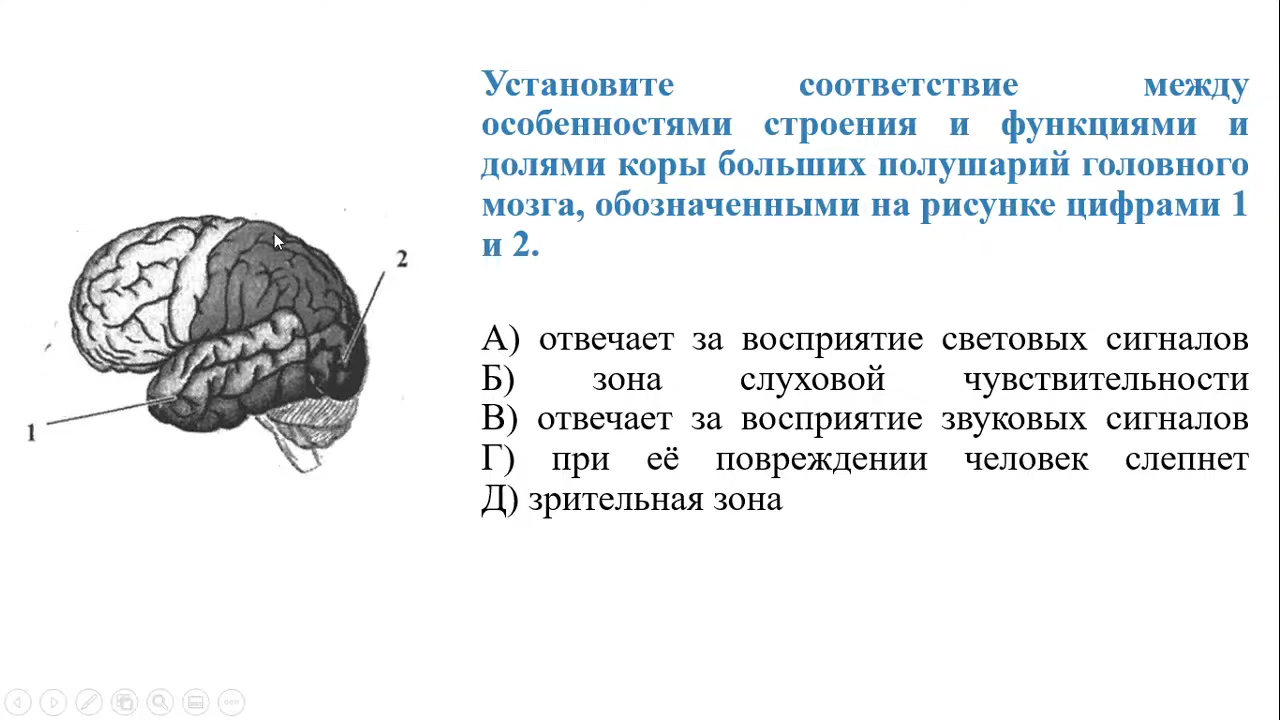 Установите соответствие между
особенностями строения и функциями и
долями коры больших полушарий головного
мозга, обозначенными на рисунке цифрами 1
и 2.
2
1
А) отвечает за восприятие световых сигналов
Б) зона слуховой чувствительности
В) отвечает за восприятие звуковых сигналов
Г) при её повреждении человек слепнет
Д) зрительная зона